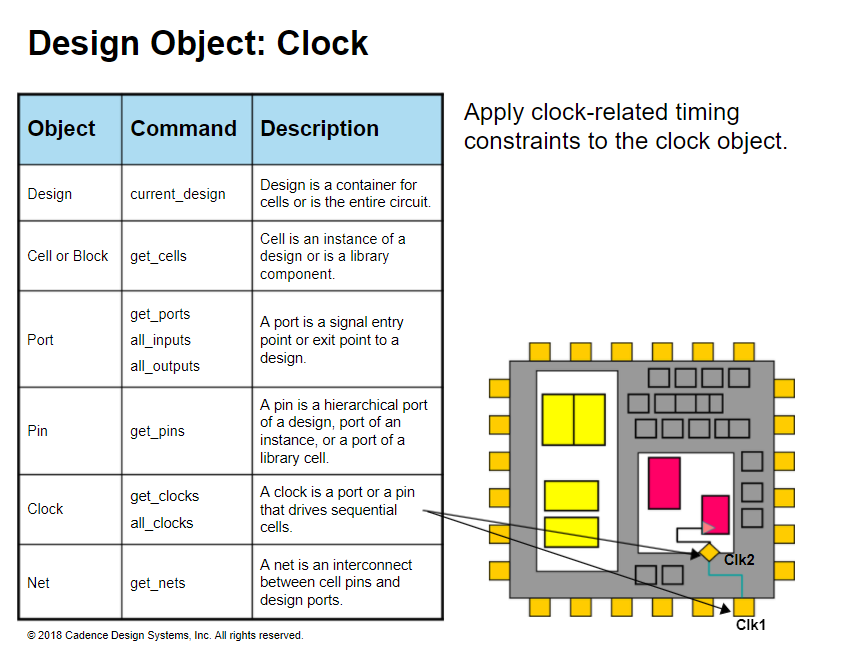 Design Object: Clock
Object Command Description
Design current_design Design is a container for
cells or is the entire circuit.
Cell or Block get_cells Cell is an instance of a
design or is a library
component.
Port
get_ports
all_inputs
all_outputs
A port is a signal entry
point or exit point to a
design.
Pin get_pins
A pin is a hierarchical port
of a design, port of an
instance, or a port of a
library cell.
Clock
get_clocks
all_clocks
A clock is a port or a pin
that drives sequential
cells.
Net get_nets
A net is an interconnect
between cell pins and
design ports.
Apply clock-related timing
constraints to the clock object.
Clk2
Clk1
© 2018 Cadence Design Systems, Inc. All rights reserved.